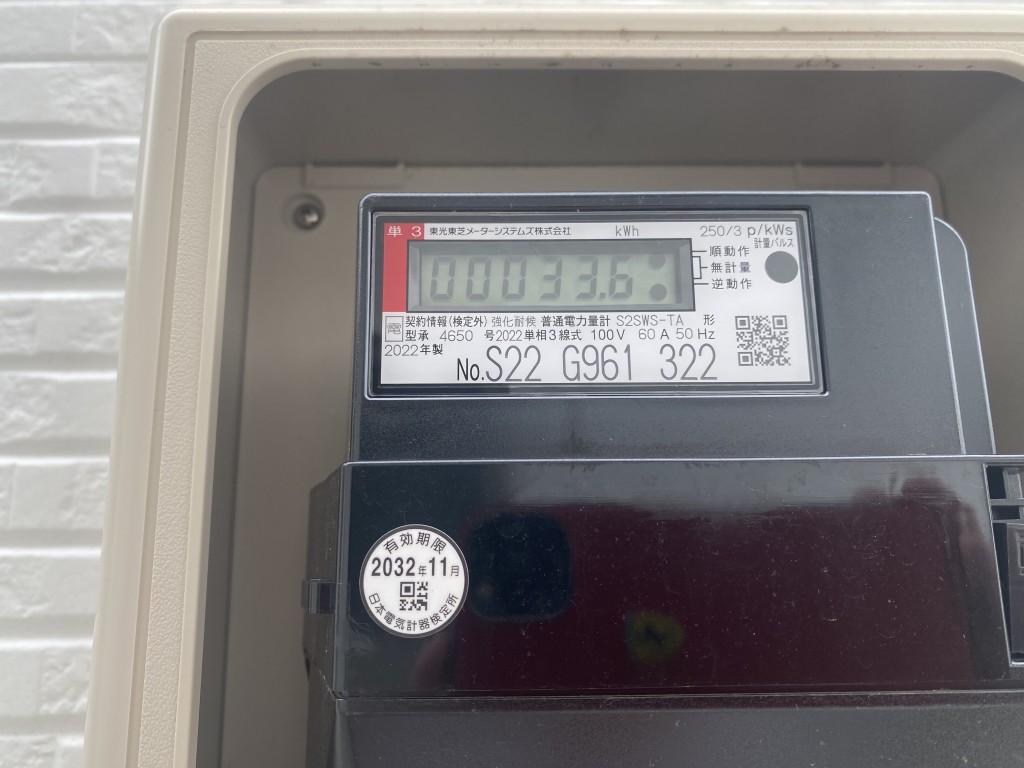 単3 東光東芝メーターシステムズ株式会社 kWh 250/3 p/kWs
計量パルス
00033.6
順動作
無計量
逆動作
電 契約情報(検定外) 強化耐候 普通電力量計 S2SWS-TA 形
型承 4650 号2022 単相3線式 100V 60A 50Hz
2022年製
No.S22 G961 322
有効期限
2032年11月
日本電気計器検定所